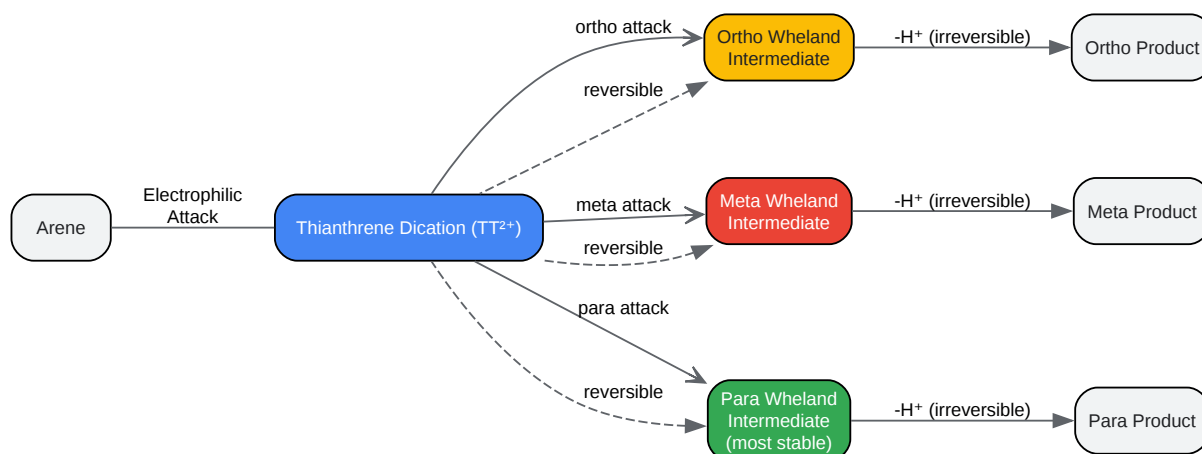 Arene
Electrophilic
Attack
Thianthrene Dication (TT²⁺)
ortho attack
reversible
Ortho Wheland
Intermediate
-H⁺ (irreversible)
Ortho Product
meta attack
reversible
Meta Wheland
Intermediate
-H⁺ (irreversible)
Meta Product
para attack
reversible
Para Wheland
Intermediate
(most stable)
-H⁺ (irreversible)
Para Product